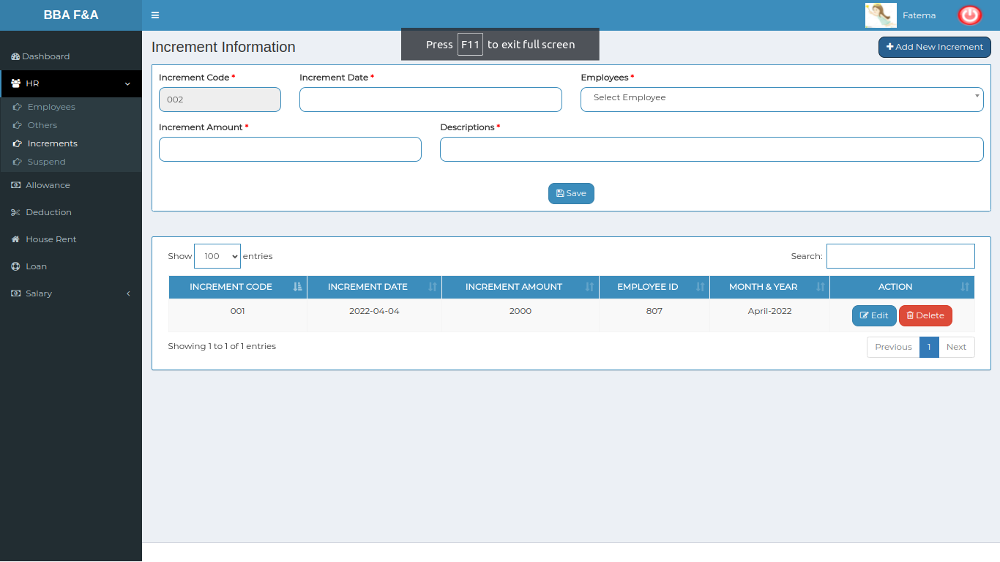 BBA F&A
Fatema
Press F11 to exit full screen
Dashboard
HR
Employees
Others
Increments
Suspend
Allowance
Deduction
House Rent
Loan
Salary
Increment Information
Add New Increment
Increment Code * Increment Date * Employees *
002 Select Employee
Increment Amount * Descriptions *
Save
Show 100 entries Search:
INCREMENT CODE INCREMENT DATE INCREMENT AMOUNT EMPLOYEE ID MONTH & YEAR ACTION
001 2022-04-04 2000 807 April-2022 Edit Delete
Showing 1 to 1 of 1 entries Previous 1 Next